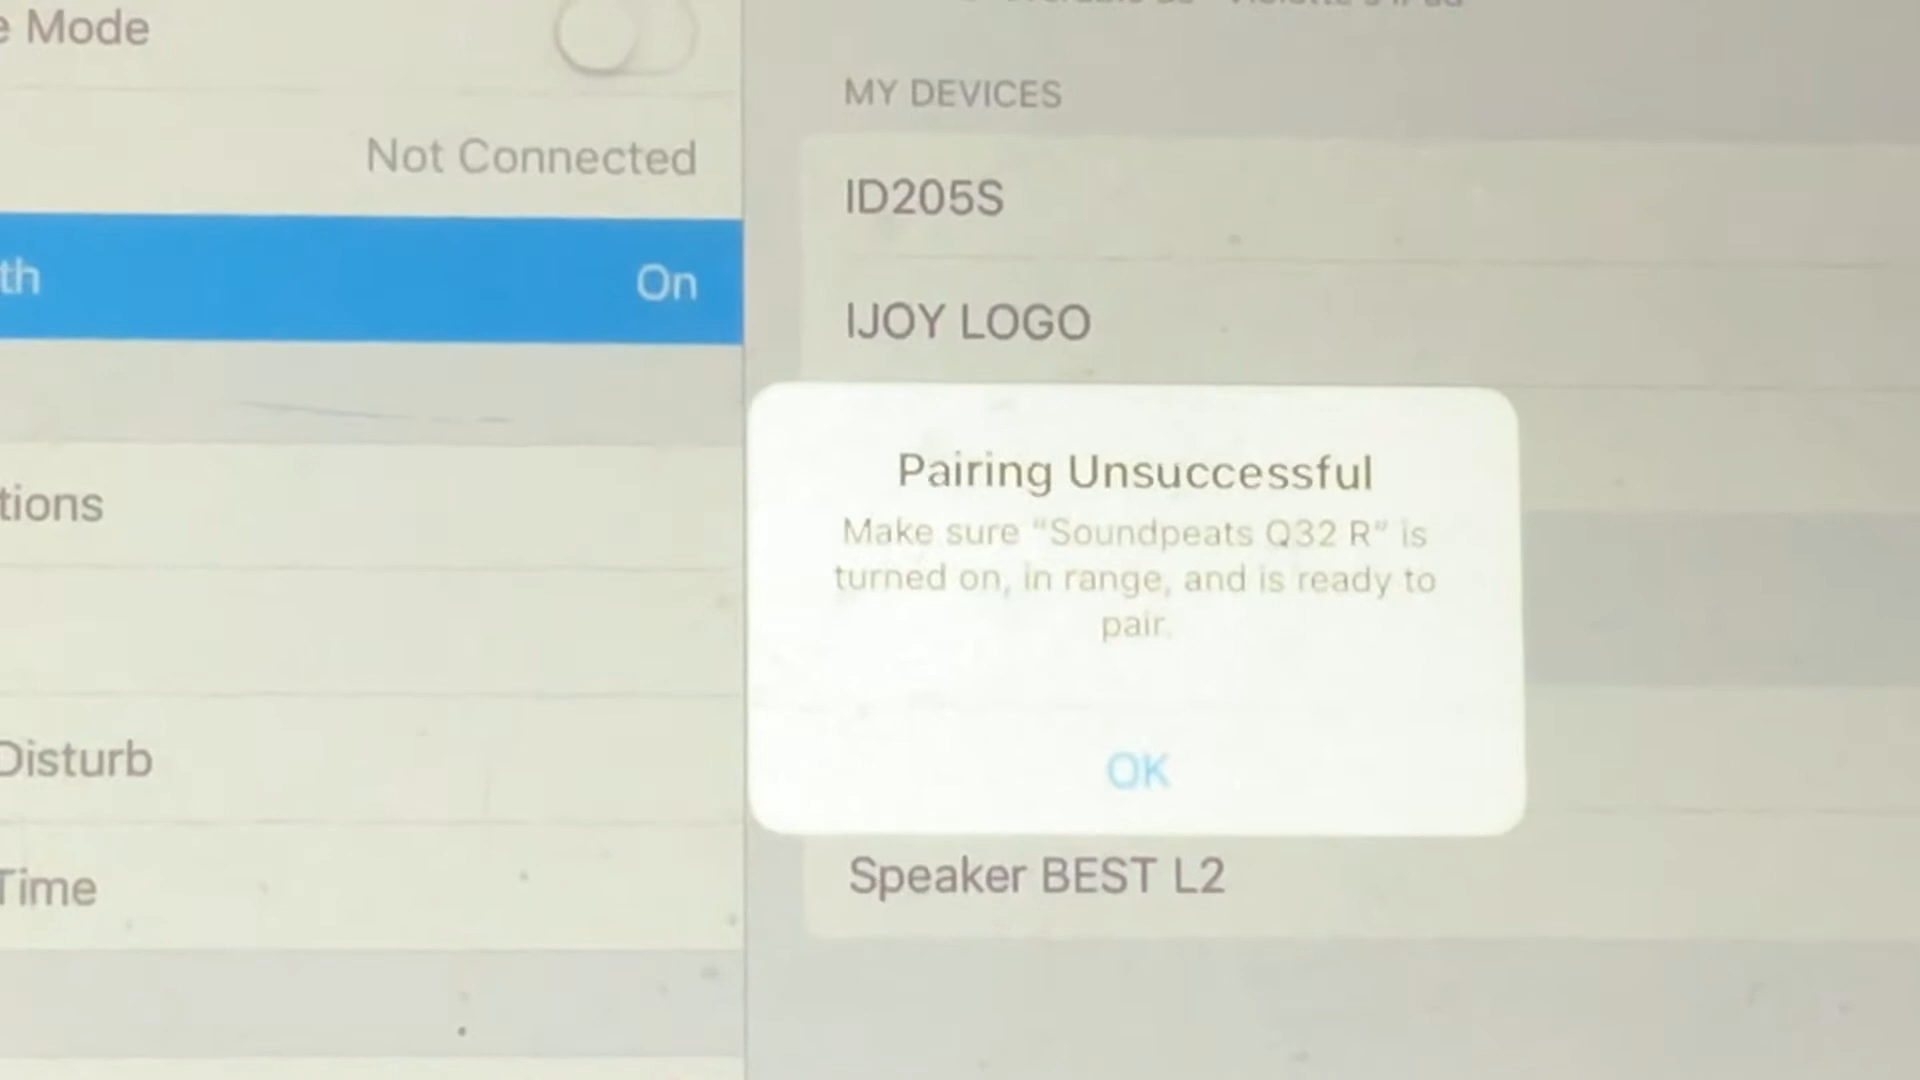 e Mode
Not Connected
th
On
tions
Disturb
Time
MY DEVICES
ID205S
IJOY LOGO
Pairing Unsuccessful
Make sure “Soundpeats Q32 R” is
turned on, in range, and is ready to
pair.
OK
Speaker BEST L2